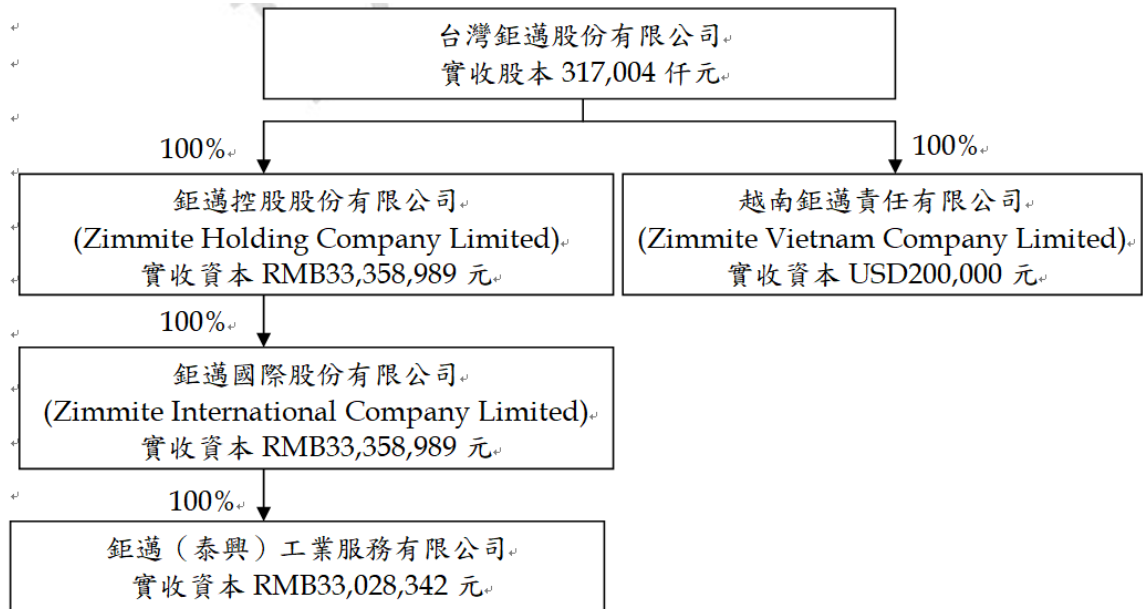 台灣鉅邁股份有限公司
實收股本 317,004 仟元
100%
100%
鉅邁控股股份有限公司
(Zimmite Holding Company Limited)
實收資本 RMB33,358,989 元
越南鉅邁責任有限公司
(Zimmite Vietnam Company Limited)
實收資本 USD200,000 元
100%
鉅邁國際股份有限公司
(Zimmite International Company Limited)
實收資本 RMB33,358,989 元
100%
鉅邁（泰興）工業服務有限公司
實收資本 RMB33,028,342 元